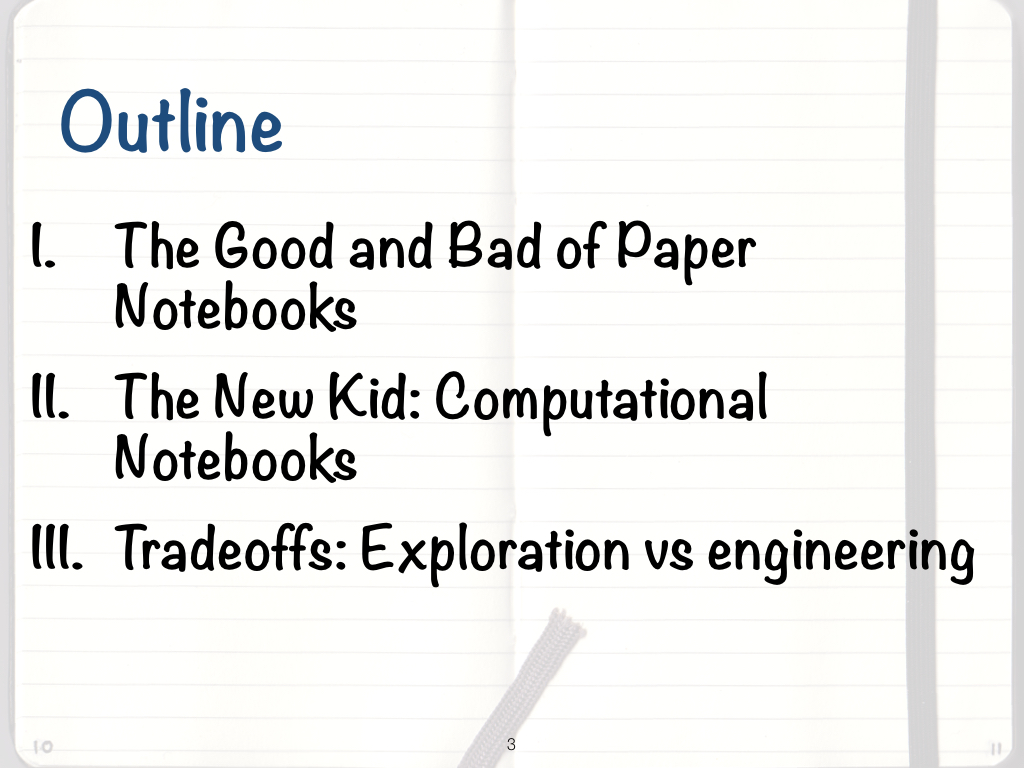 Outline
I. The Good and Bad of Paper
Notebooks
II. The New Kid: Computational
Notebooks
III. Tradeoffs: Exploration vs engineering
10
3
11